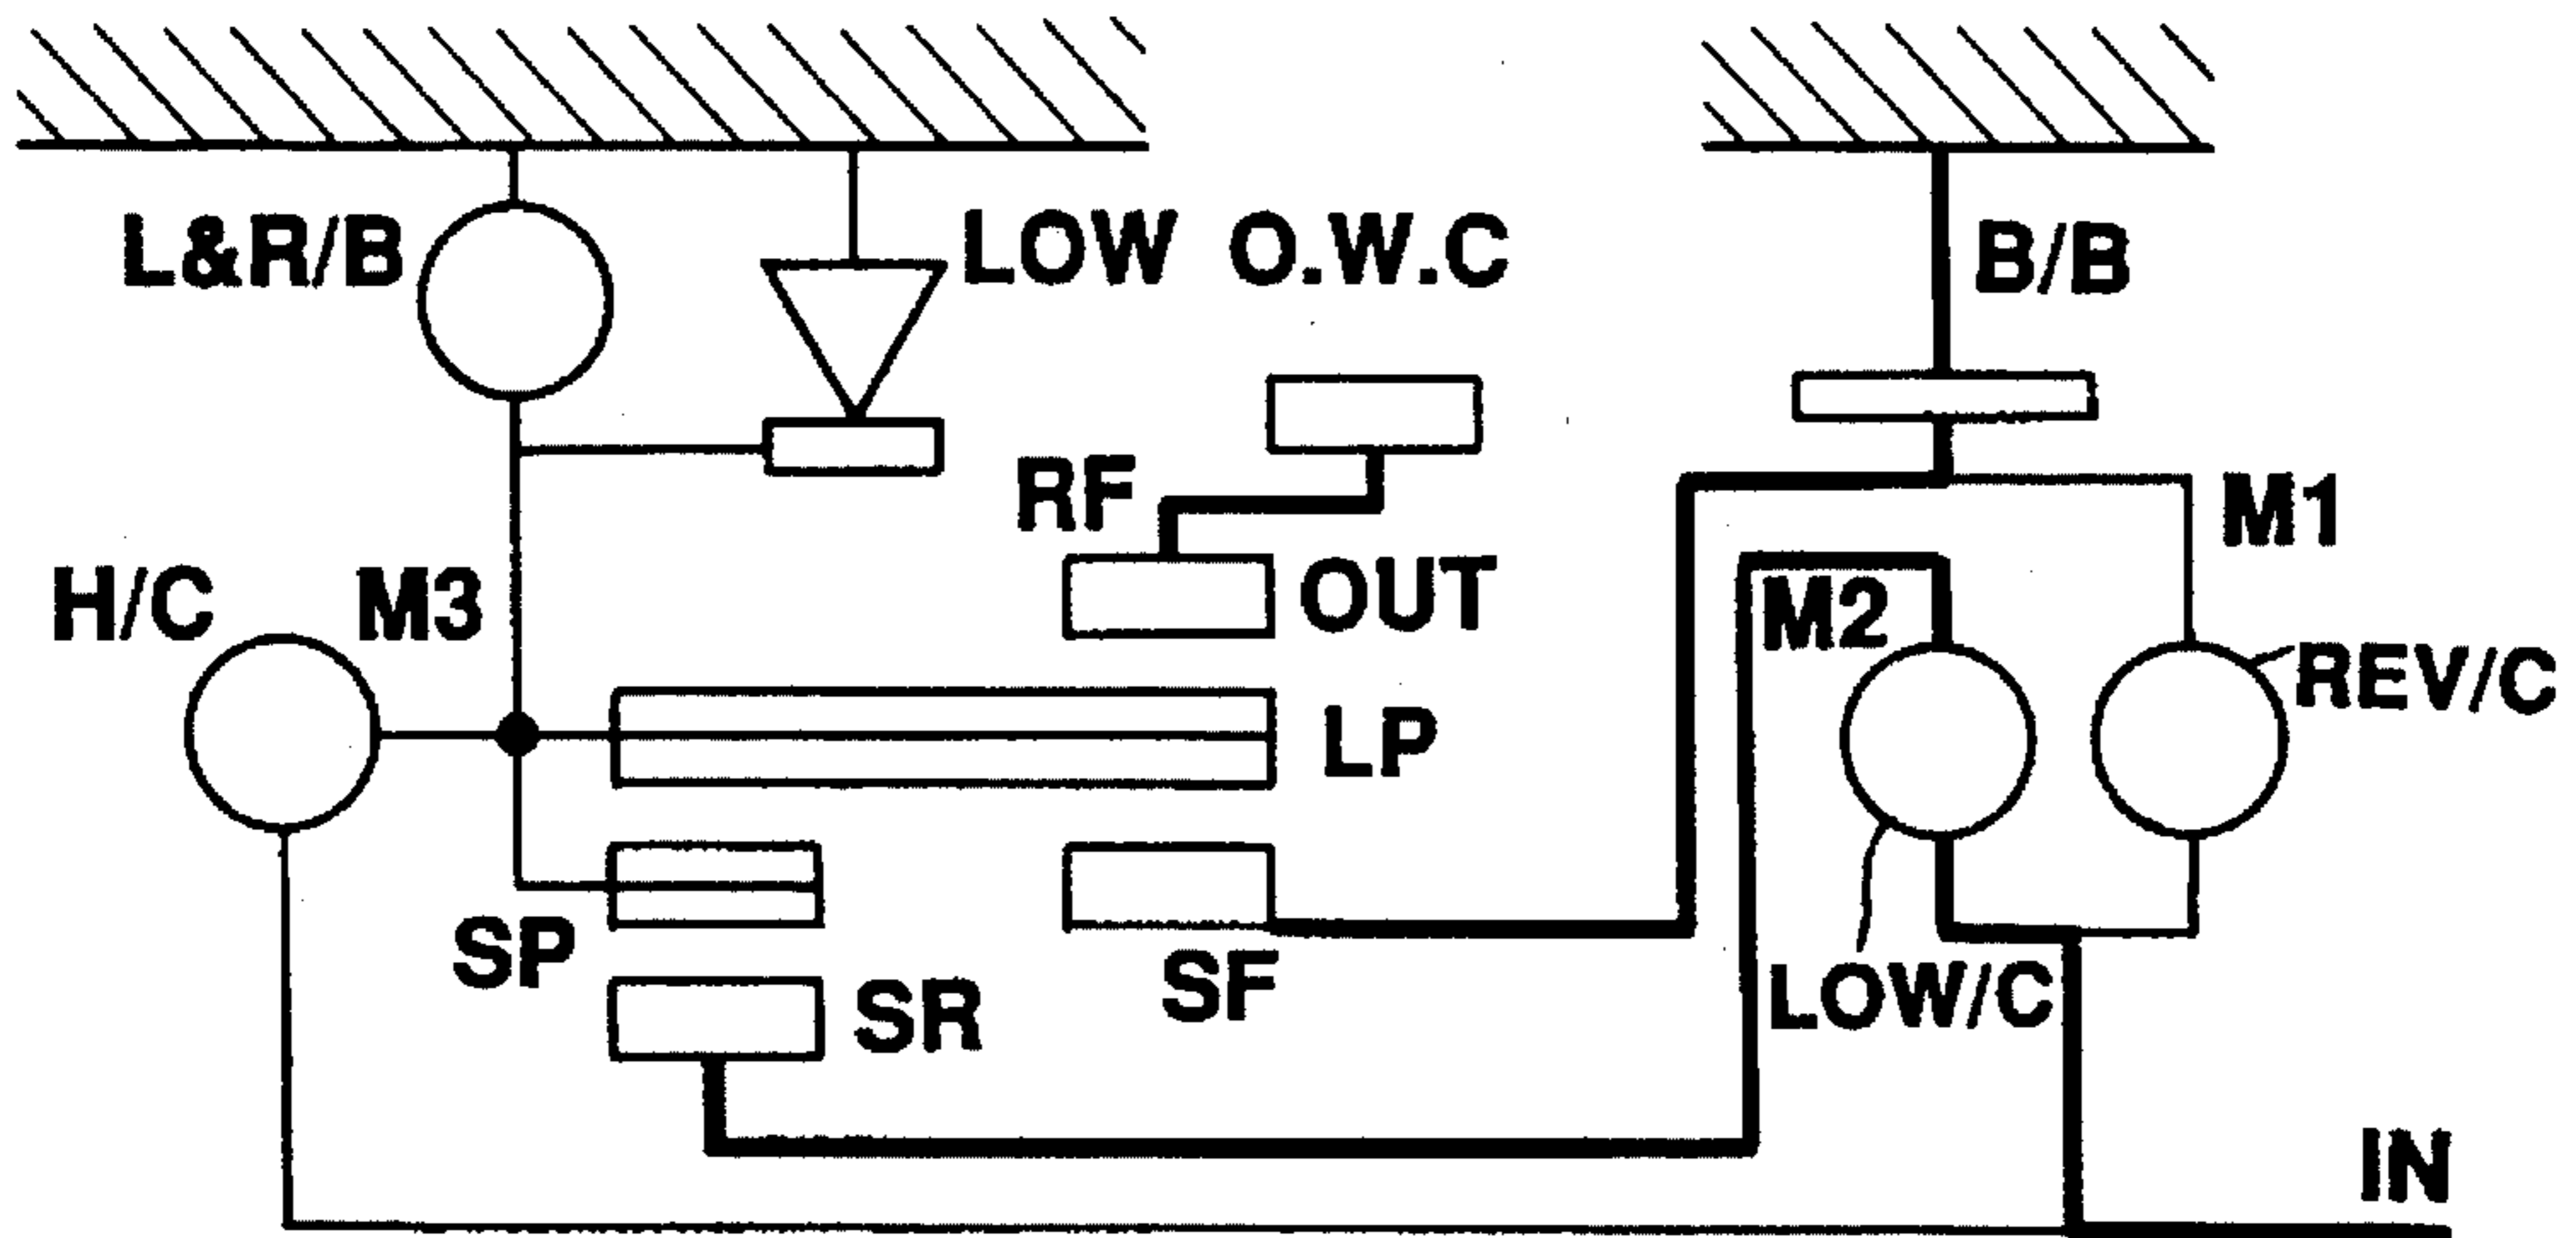 L&R/B
LOW O.W.C
B/B
RF
M1
H/C
M3
OUT
M2
REV/C
LP
SP
SR
SF
LOW/C
IN